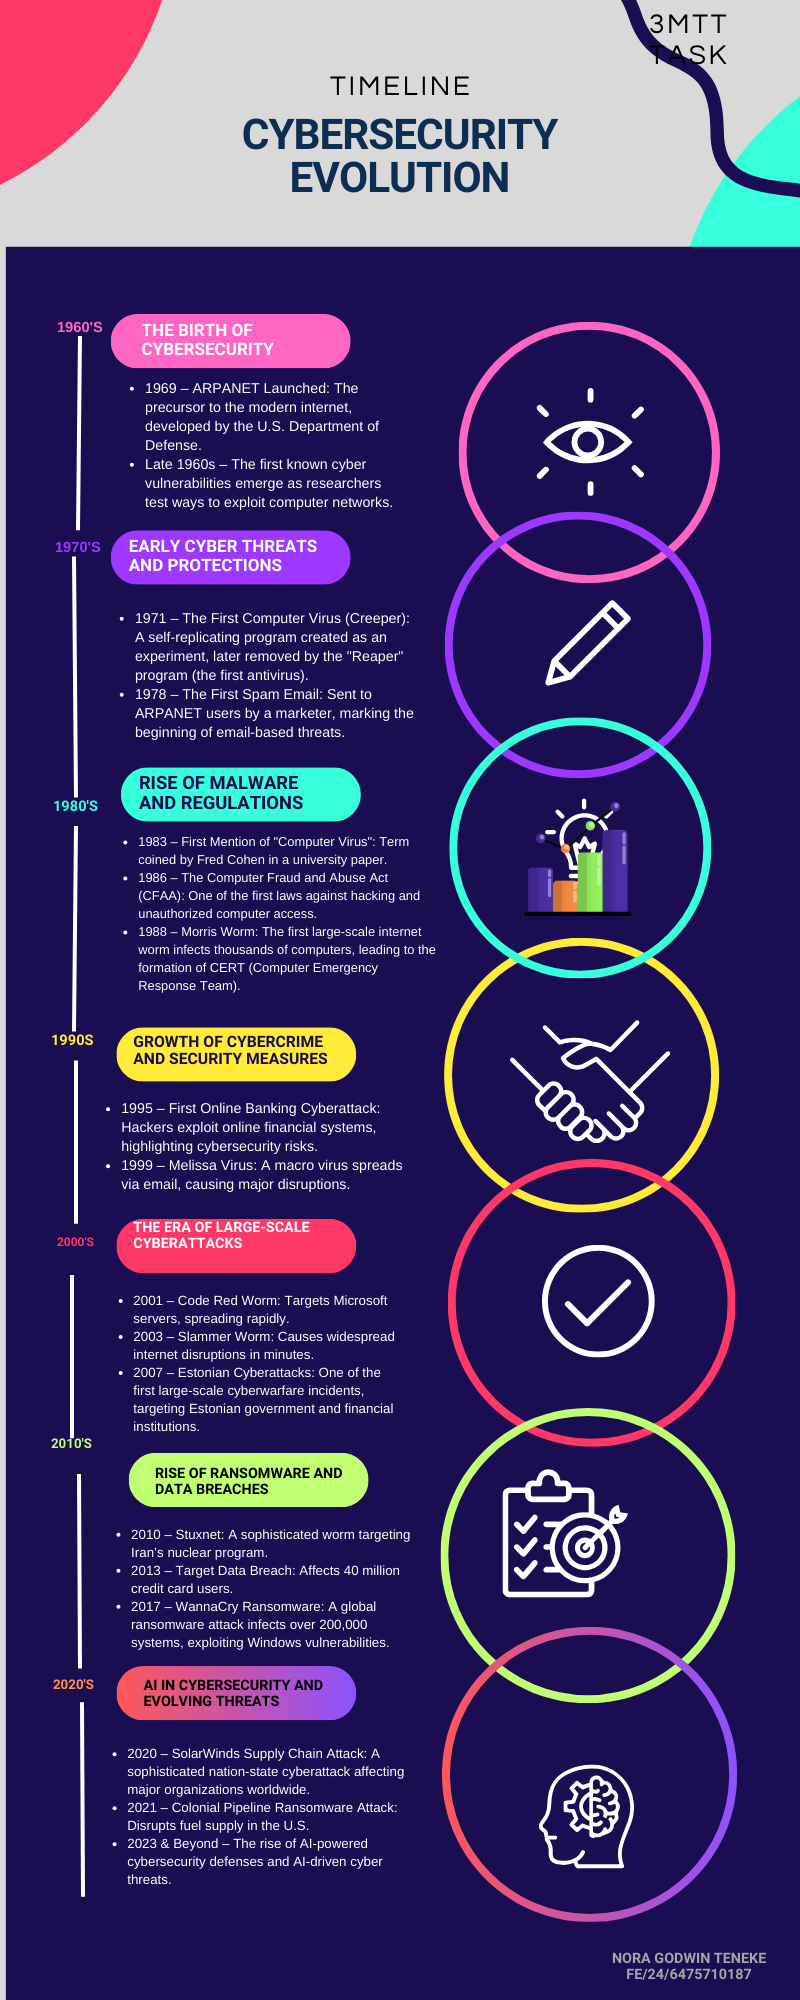 3MTT
TASK
TIMELINE
CYBERSECURITY
EVOLUTION
1960'S
THE BIRTH OF
CYBERSECURITY
• 1969 – ARPANET Launched: The
precursor to the modern internet,
developed by the U.S. Department of
Defense.
• Late 1960s – The first known cyber
vulnerabilities emerge as researchers
test ways to exploit computer networks.
1970'S
EARLY CYBER THREATS
AND PROTECTIONS
• 1971 – The First Computer Virus (Creeper):
A self-replicating program created as an
experiment, later removed by the "Reaper"
program (the first antivirus).
• 1978 – The First Spam Email: Sent to
ARPANET users by a marketer, marking the
beginning of email-based threats.
1980'S
RISE OF MALWARE
AND REGULATIONS
• 1983 – First Mention of "Computer Virus": Term
coined by Fred Cohen in a university paper.
• 1986 – The Computer Fraud and Abuse Act
(CFAA): One of the first laws against hacking and
unauthorized computer access.
• 1988 – Morris Worm: The first large-scale internet
worm infects thousands of computers, leading to the
formation of CERT (Computer Emergency
Response Team).
1990S
GROWTH OF CYBERCRIME
AND SECURITY MEASURES
• 1995 – First Online Banking Cyberattack:
Hackers exploit online financial systems,
highlighting cybersecurity risks.
• 1999 – Melissa Virus: A macro virus spreads
via email, causing major disruptions.
2000'S
THE ERA OF LARGE-SCALE
CYBERATTACKS
• 2001 – Code Red Worm: Targets Microsoft
servers, spreading rapidly.
• 2003 – Slammer Worm: Causes widespread
internet disruptions in minutes.
• 2007 – Estonian Cyberattacks: One of the
first large-scale cyberwarfare incidents,
targeting Estonian government and financial
institutions.
2010'S
RISE OF RANSOMWARE AND
DATA BREACHES
• 2010 – Stuxnet: A sophisticated worm targeting
Iran's nuclear program.
• 2013 – Target Data Breach: Affects 40 million
credit card users.
• 2017 – WannaCry Ransomware: A global
ransomware attack infects over 200,000
systems, exploiting Windows vulnerabilities.
2020'S
AI IN CYBERSECURITY AND
EVOLVING THREATS
• 2020 – SolarWinds Supply Chain Attack: A
sophisticated nation-state cyberattack affecting
major organizations worldwide.
• 2021 – Colonial Pipeline Ransomware Attack:
Disrupts fuel supply in the U.S.
• 2023 & Beyond – The rise of AI-powered
cybersecurity defenses and AI-driven cyber
threats.
NORA GODWIN TENEKE
FE/24/6475710187